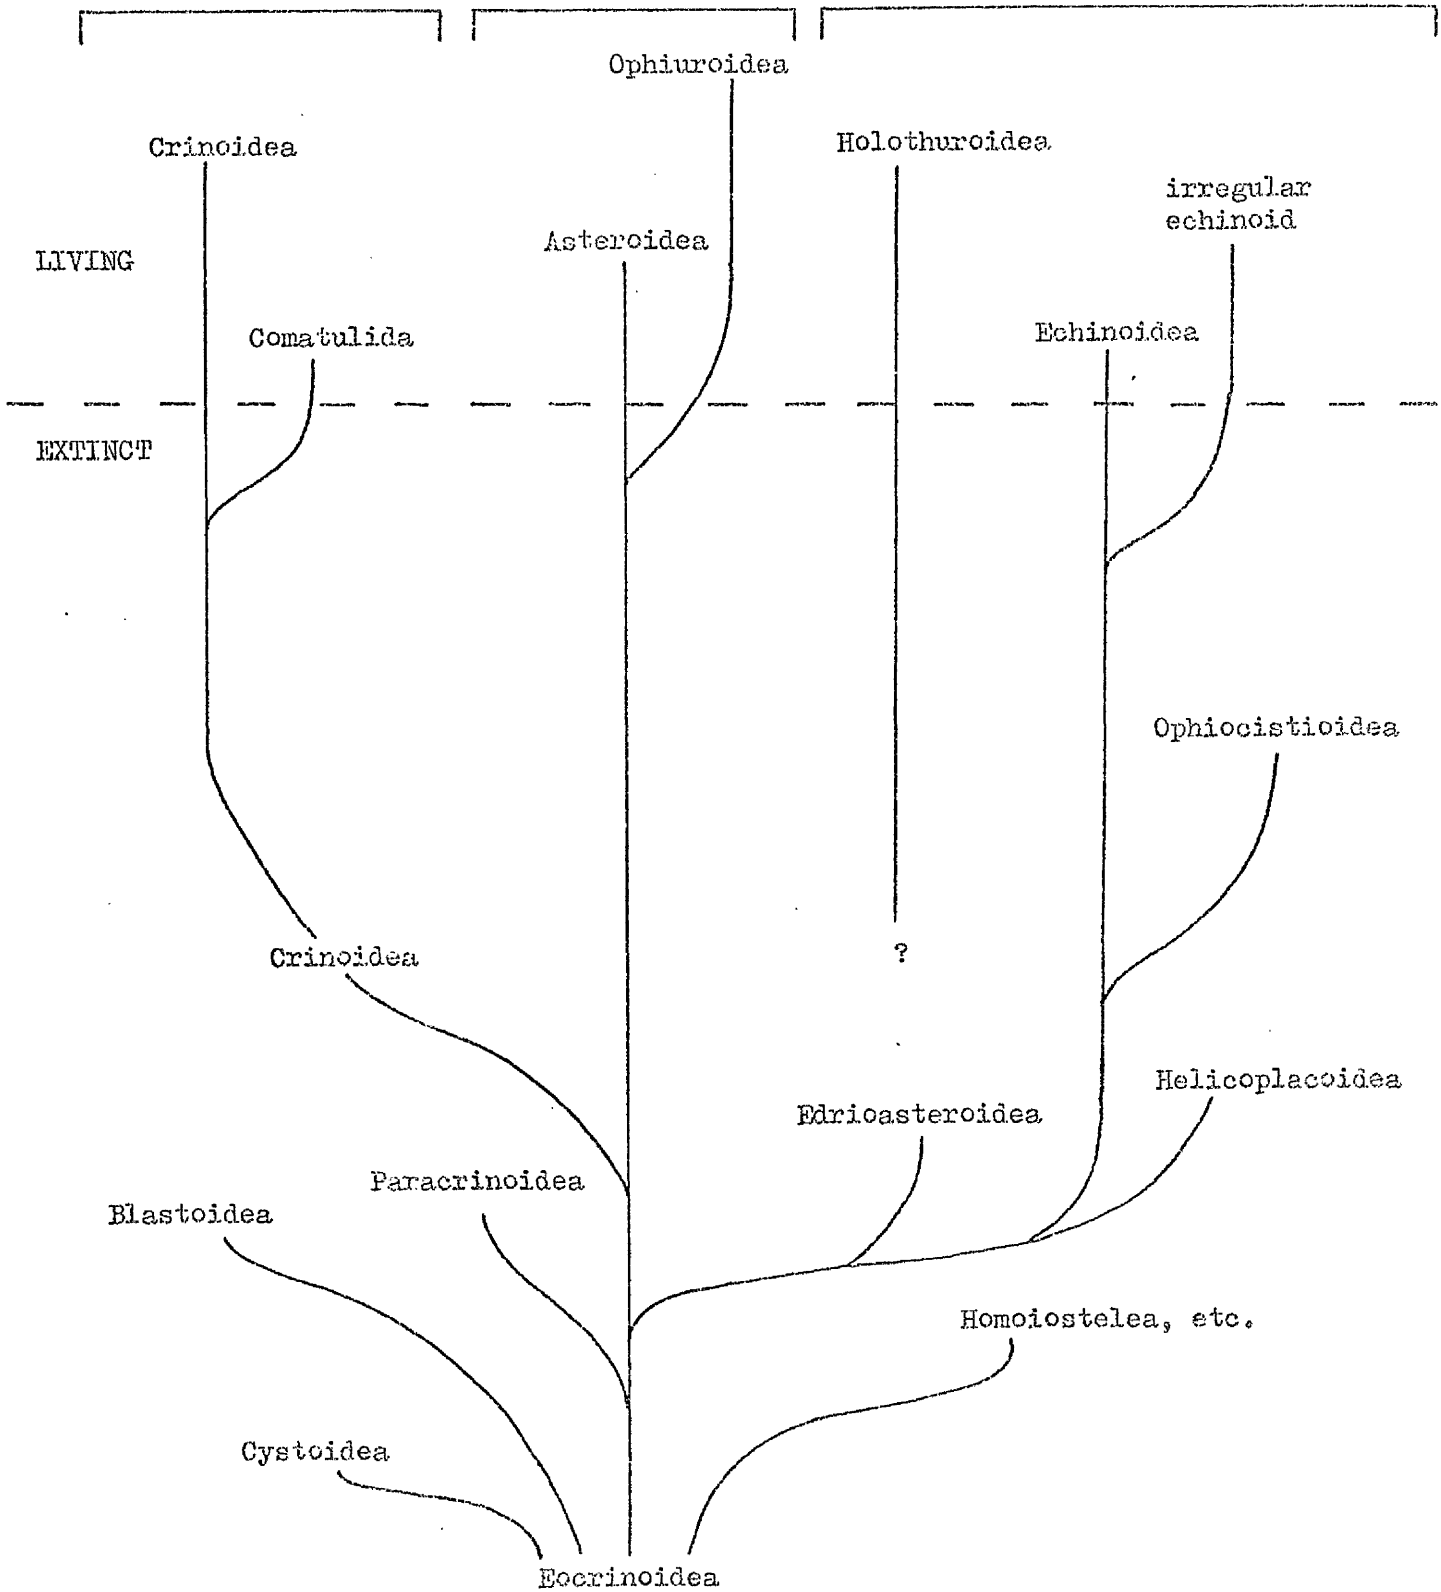 Ophiuroidea
Crinoidea
Holothuroidea
irregular
echinoid
Asteroidea
LIVING
Comatulida
Echinoidea
EXTINCT
Ophiocistioidea
Crinoidea
?
Helicoplacoidea
Edrioasteroidea
Paracrinoidea
Blastoidea
Homoiostelea, etc.
Cystoidea
Eocrinoidea